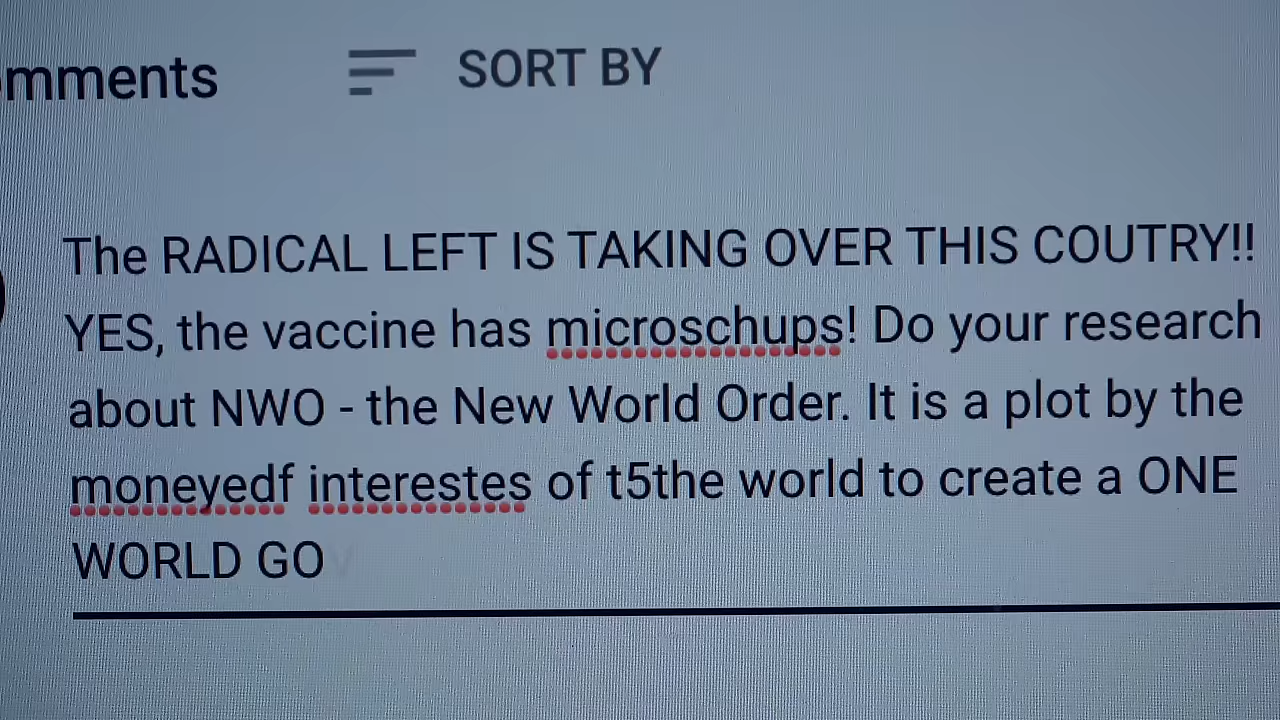 mments SORT BY
The RADICAL LEFT IS TAKING OVER THIS COUTRY!!
YES, the vaccine has microschups! Do your research
about NWO - the New World Order. It is a plot by the
moneyedf interestes of t5the world to create a ONE
WORLD GOV